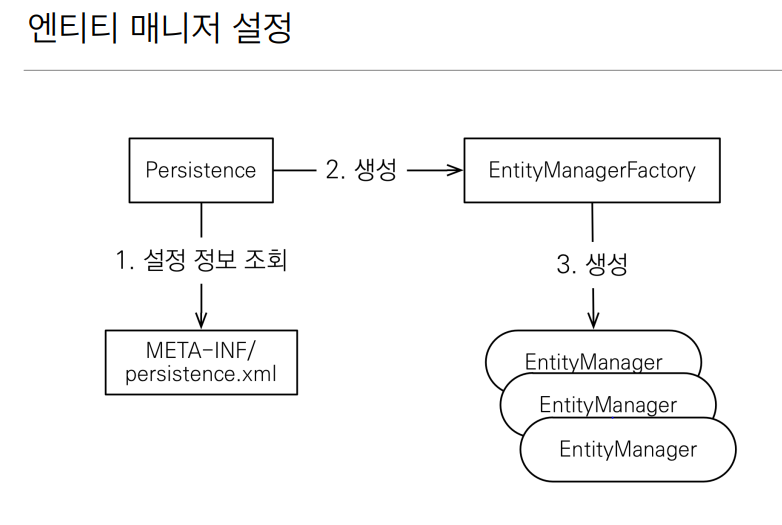 엔티티 매니저 설정
Persistence
2. 생성
EntityManagerFactory
1. 설정 정보 조회
3. 생성
META-INF/
persistence.xml
EntityManager
EntityManager
EntityManager